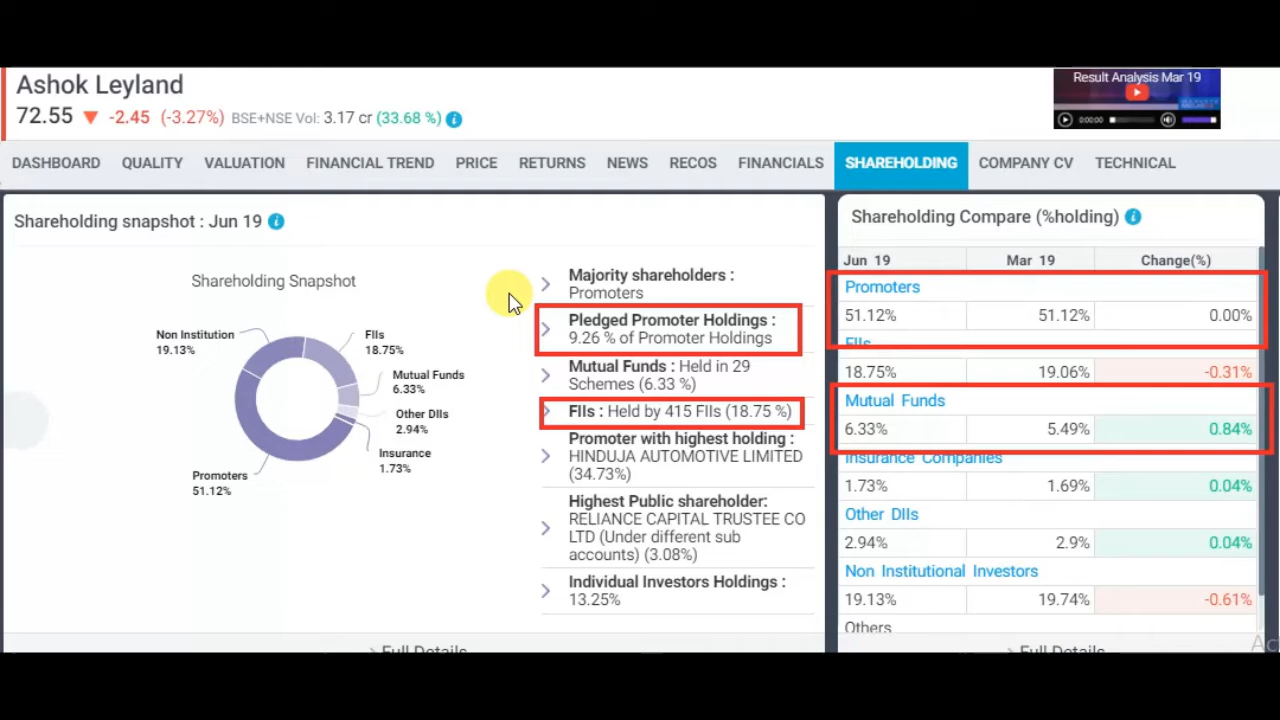 Ashok Leyland
72.55 ▼ -2.45 (-3.27%) BSE+NSE Vol: 3.17 cr (33.68 %)
Result Analysis Mar 19
0:00:00
DASHBOARD QUALITY VALUATION FINANCIAL TREND PRICE RETURNS NEWS RECOS FINANCIALS SHAREHOLDING COMPANY CV TECHNICAL
Shareholding snapshot : Jun 19
Shareholding Snapshot
Non Institution
19.13%
FIIs
18.75%
Mutual Funds
6.33%
Other DIIs
2.94%
Insurance
1.73%
Promoters
51.12%
Majority shareholders :
Promoters
Pledged Promoter Holdings :
9.26 % of Promoter Holdings
Mutual Funds : Held in 29
Schemes (6.33 %)
FIIs : Held by 415 FIIs (18.75 %)
Promoter with highest holding :
HINDUJA AUTOMOTIVE LIMITED
(34.73%)
Highest Public shareholder:
RELIANCE CAPITAL TRUSTEE CO
LTD (Under different sub
accounts) (3.08%)
Individual Investors Holdings :
13.25%
Full Details
Shareholding Compare (%holding)
Jun 19 Mar 19 Change(%)
Promoters
51.12% 51.12% 0.00%
FIIs
18.75% 19.06% -0.31%
Mutual Funds
6.33% 5.49% 0.84%
Insurance Companies
1.73% 1.69% 0.04%
Other DIIs
2.94% 2.9% 0.04%
Non Institutional Investors
19.13% 19.74% -0.61%
Others
Full Details